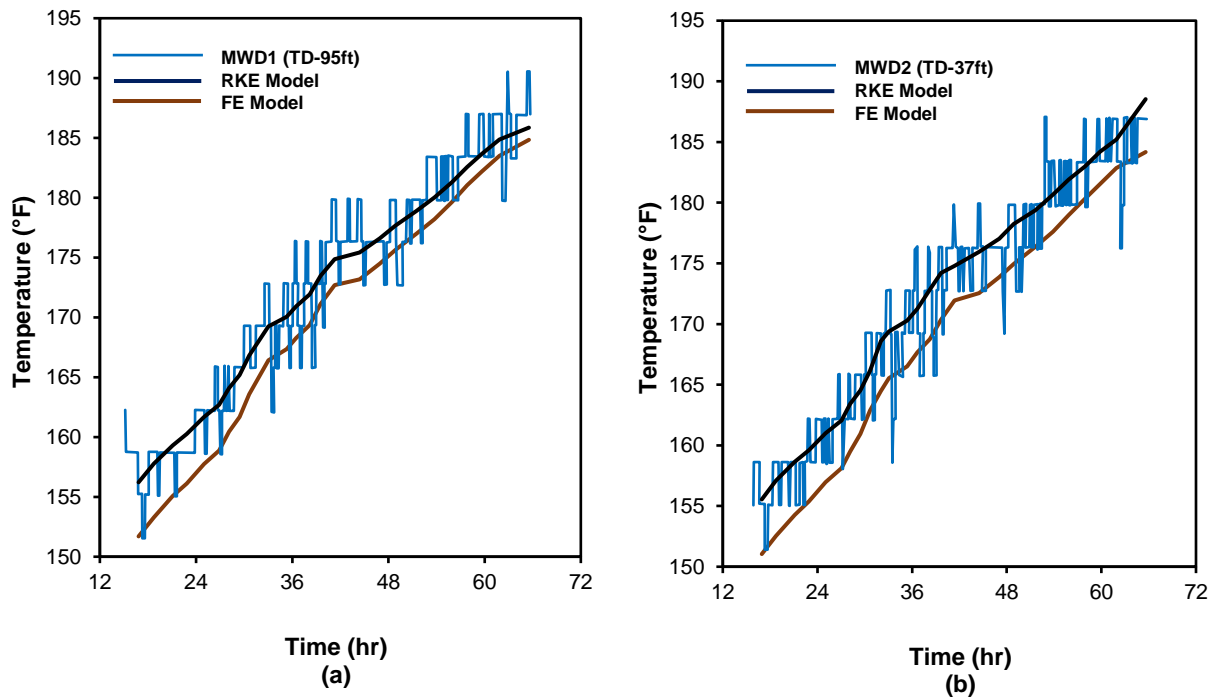 195
190
185
180
175
170
165
160
155
150
Temperature (°F)
MWD1 (TD-95ft)
RKE Model
FE Model
12 24 36 48 60 72
Time (hr)
(a)
195
190
185
180
175
170
165
160
155
150
Temperature (°F)
MWD2 (TD-37ft)
RKE Model
FE Model
12 24 36 48 60 72
Time (hr)
(b)